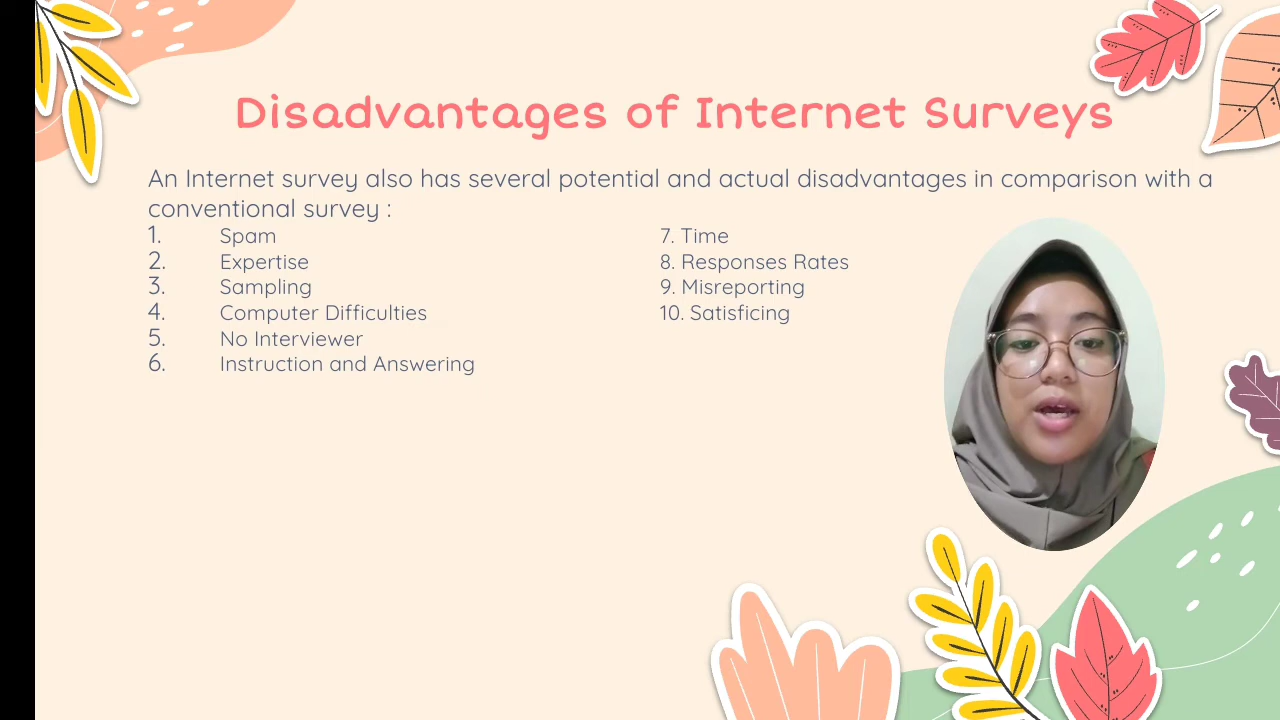 Disadvantages of Internet Surveys
An Internet survey also has several potential and actual disadvantages in comparison with a
conventional survey :
1. Spam
2. Expertise
3. Sampling
4. Computer Difficulties
5. No Interviewer
6. Instruction and Answering
7. Time
8. Responses Rates
9. Misreporting
10. Satisficing